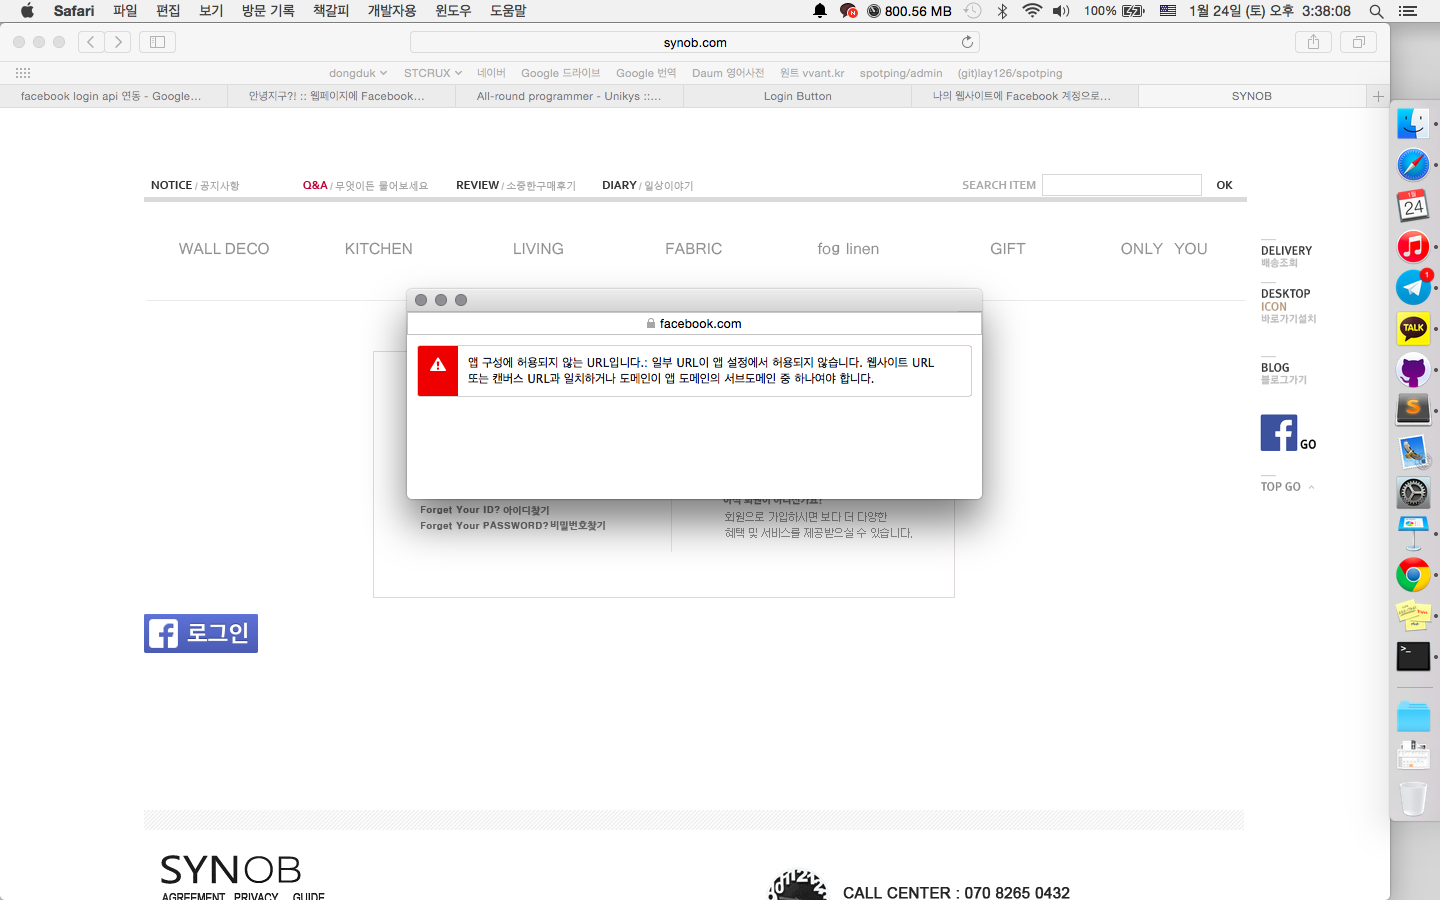 Safari 파일 편집 보기 방문 기록 책갈피 개발자용 윈도우 도움말 800.56 MB 100% 1월 24일 (토) 오후 3:38:08
synob.com
dongduk STCRUX 네이버 Google 드라이브 Google 번역 Daum 영어사전 원트 vvant.kr spotping/admin (git)lay126/spotping
facebook login api 연동 - Google... 안녕지구?! :: 웹페이지에 Facebook... All-round programmer - Unikys ::... Login Button 나의 웹사이트에 Facebook 계정으로... SYNOB
NOTICE / 공지사항 Q&A / 무엇이든 물어보세요 REVIEW / 소중한구매후기 DIARY / 일상이야기 SEARCH ITEM OK
WALL DECO KITCHEN LIVING FABRIC fog linen GIFT ONLY YOU
DELIVERY
배송조회
DESKTOP
ICON
바로가기설치
BLOG
블로그가기
GO
TOP GO
facebook.com
앱 구성에 허용되지 않는 URL입니다.: 일부 URL이 앱 설정에서 허용되지 않습니다. 웹사이트 URL
또는 캔버스 URL과 일치하거나 도메인이 앱 도메인의 서브도메인 중 하나여야 합니다.
Forget Your ID? 아이디찾기
Forget Your PASSWORD? 비밀번호찾기
아직 회원이 아니신가요?
회원으로 가입하시면 보다 더 다양한
혜택 및 서비스를 제공받으실 수 있습니다.
로그인
24
1
TALK
SYNOB
AGREEMENT PRIVACY GUIDE
CALL CENTER : 070 8265 0432